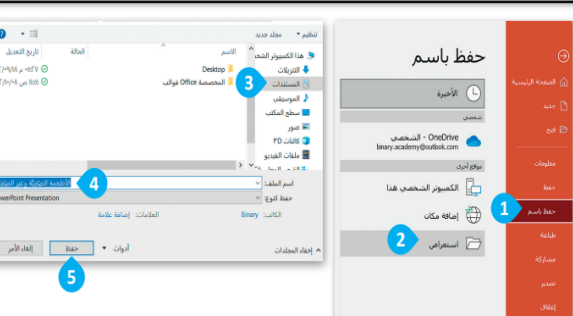 حفظ باسم
الصفحة الرئيسية
جديد
فتح
معلومات
حفظ
حفظ باسم
طباعة
مشاركة
تصدير
إغلاق
1
الأخيرة
شخصي
OneDrive - الشخصي
binary.academy@outlook.com
مواقع أخرى
الكمبيوتر الشخصي هذا
إضافة مكان
استعراض
2
تنظيم
مجلد جديد
الاسم
الحالة
تاريخ التعديل
هذا الكمبيوتر الشخ
التنزيلات
المستندات
الموسيقى
سطح المكتب
صور
كائنات 3D
ملفات الفيديو
Desktop
قوالب Office المخصصة
3
اسم الملف:
4
حفظ كنوع:
werPoint Presentation
الكاتب: Binary
العلامات: إضافة علامة
إخفاء المجلدات
أدوات
حفظ
إلغاء الأمر
5